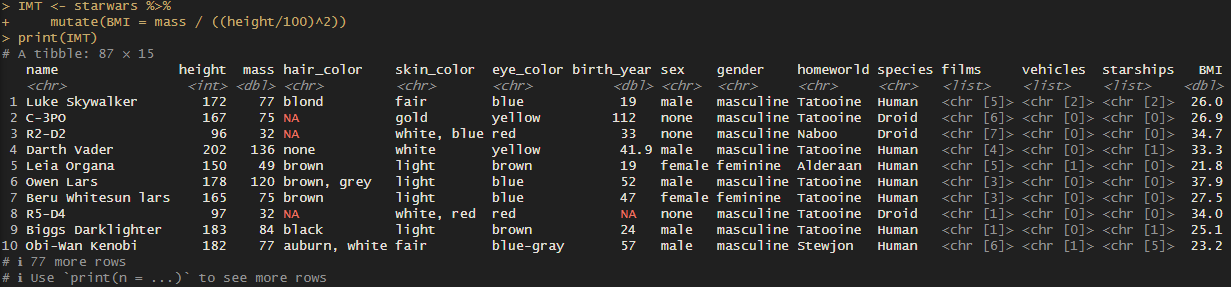 > IMT <- starwars %>%
+     mutate(BMI = mass / ((height/100)^2))
> print(IMT)
# A tibble: 87 × 15
   name               height  mass hair_color    skin_color  eye_color birth_year sex    gender    homeworld species films     vehicles  starships   BMI
   <chr>               <int> <dbl> <chr>         <chr>       <chr>          <dbl> <chr>  <chr>     <chr>     <chr>   <list>    <list>    <list>    <dbl>
 1 Luke Skywalker        172    77 blond         fair        blue            19   male   masculine Tatooine  Human   <chr [5]> <chr [2]> <chr [2]>  26.0
 2 C-3PO                 167    75 NA            gold        yellow         112   none   masculine Tatooine  Droid   <chr [6]> <chr [0]> <chr [0]>  26.9
 3 R2-D2                  96    32 NA            white, blue red             33   none   masculine Naboo     Droid   <chr [7]> <chr [0]> <chr [0]>  34.7
 4 Darth Vader           202   136 none          white       yellow          41.9 male   masculine Tatooine  Human   <chr [4]> <chr [0]> <chr [1]>  33.3
 5 Leia Organa           150    49 brown         light       brown           19   female feminine  Alderaan  Human   <chr [5]> <chr [1]> <chr [0]>  21.8
 6 Owen Lars             178   120 brown, grey   light       blue            52   male   masculine Tatooine  Human   <chr [3]> <chr [0]> <chr [0]>  37.9
 7 Beru Whitesun lars    165    75 brown         light       blue            47   female feminine  Tatooine  Human   <chr [3]> <chr [0]> <chr [0]>  27.5
 8 R5-D4                  97    32 NA            white, red  red             NA   none   masculine Tatooine  Droid   <chr [1]> <chr [0]> <chr [0]>  34.0
 9 Biggs Darklighter     183    84 black         light       brown           24   male   masculine Tatooine  Human   <chr [1]> <chr [0]> <chr [1]>  25.1
10 Obi-Wan Kenobi        182    77 auburn, white fair        blue-gray       57   male   masculine Stewjon   Human   <chr [6]> <chr [1]> <chr [5]>  23.2
# ℹ 77 more rows
# ℹ Use `print(n = ...)` to see more rows